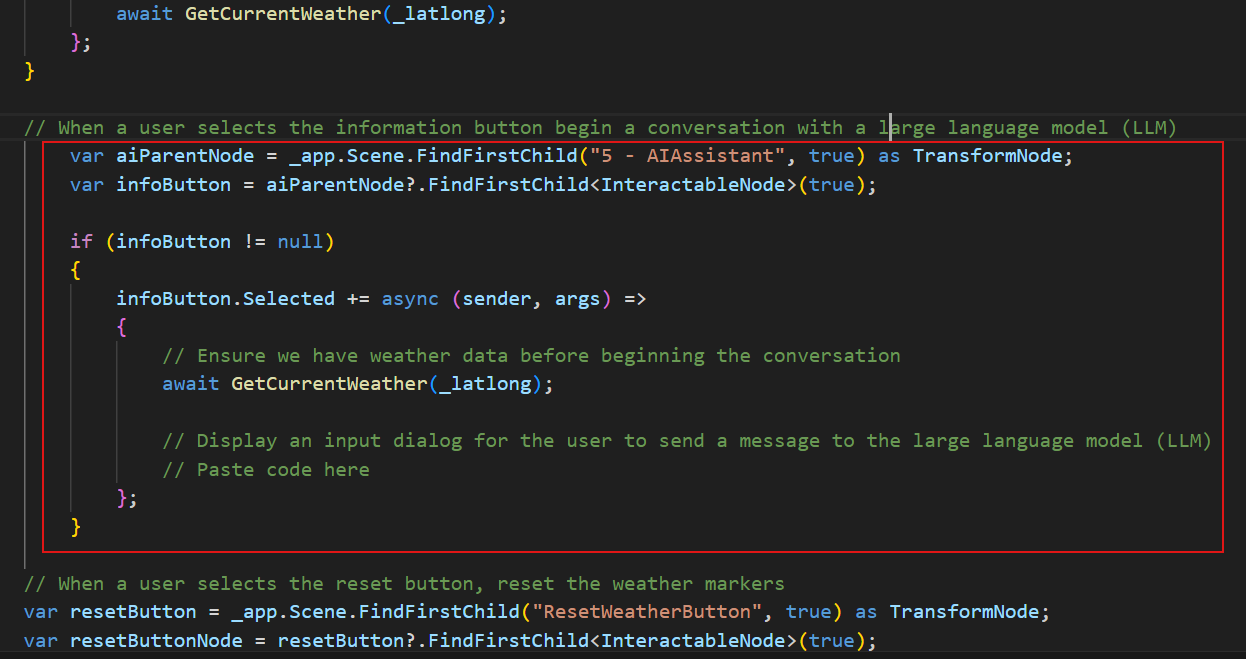 await GetCurrentWeather(_latlong);
};
}
// When a user selects the information button begin a conversation with a large language model (LLM)
var aiParentNode = _app.Scene.FindFirstChild("5 - AIAssistant", true) as TransformNode;
var infoButton = aiParentNode?.FindFirstChild<InteractableNode>(true);
if (infoButton != null)
{
infoButton.Selected += async (sender, args) =>
{
// Ensure we have weather data before beginning the conversation
await GetCurrentWeather(_latlong);
// Display an input dialog for the user to send a message to the large language model (LLM)
// Paste code here
};
}
// When a user selects the reset button, reset the weather markers
var resetButton = _app.Scene.FindFirstChild("ResetWeatherButton", true) as TransformNode;
var resetButtonNode = resetButton?.FindFirstChild<InteractableNode>(true);